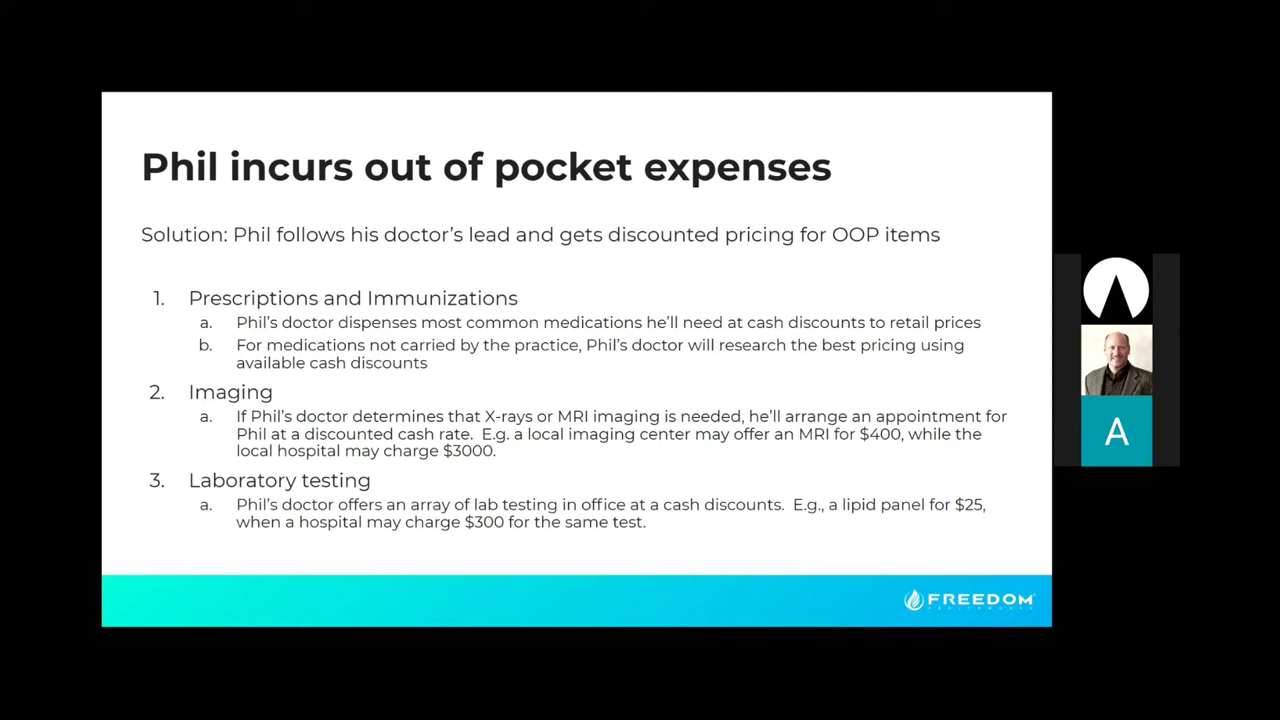 Phil incurs out of pocket expenses
Solution: Phil follows his doctor's lead and gets discounted pricing for OOP items
1. Prescriptions and Immunizations
a. Phil's doctor dispenses most common medications he'll need at cash discounts to retail prices
b. For medications not carried by the practice, Phil's doctor will research the best pricing using
available cash discounts
2. Imaging
a. If Phil's doctor determines that X-rays or MRI imaging is needed, he'll arrange an appointment for
Phil at a discounted cash rate. E.g. a local imaging center may offer an MRI for $400, while the
local hospital may charge $3000.
3. Laboratory testing
a. Phil's doctor offers an array of lab testing in office at a cash discounts. E.g., a lipid panel for $25,
when a hospital may charge $300 for the same test.
FREEDOM
A